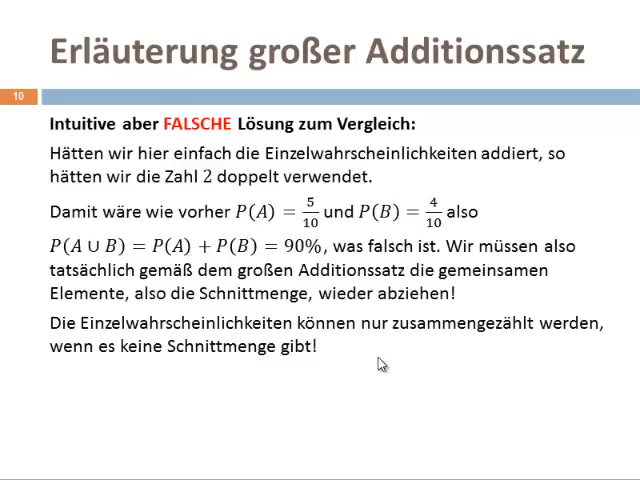 Erläuterung großer Additionssatz
10
Intuitive aber FALSCHE Lösung zum Vergleich:
Hätten wir hier einfach die Einzelwahrscheinlichkeiten addiert, so
hätten wir die Zahl 2 doppelt verwendet.
Damit wäre wie vorher P(A) = 5/10 und P(B) = 4/10 also
P(A ∪ B) = P(A) + P(B) = 90%, was falsch ist. Wir müssen also
tatsächlich gemäß dem großen Additionssatz die gemeinsamen
Elemente, also die Schnittmenge, wieder abziehen!
Die Einzelwahrscheinlichkeiten können nur zusammengezählt werden,
wenn es keine Schnittmenge gibt!